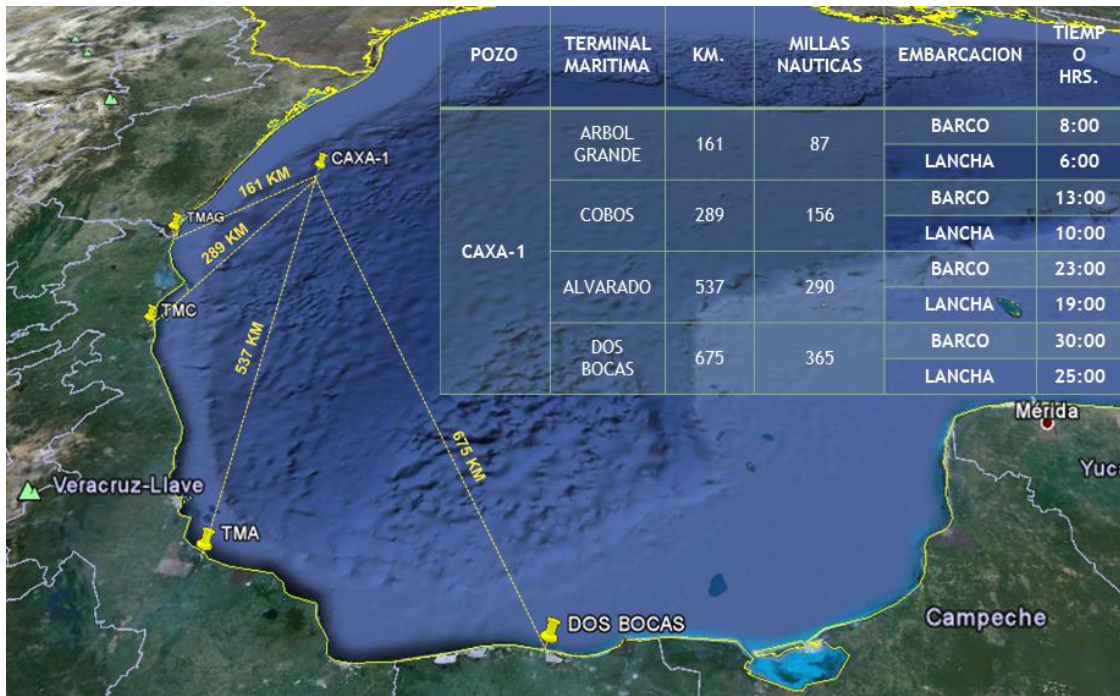 POZO
TERMINAL
MARITIMA
KM.
MILLAS
NAUTICAS
EMBARCACION
TIEMP
O
HRS.
CAXA-1
ARBOL
GRANDE
161
87
BARCO
8:00
LANCHA
6:00
COBOS
289
156
BARCO
13:00
LANCHA
10:00
ALVARADO
537
290
BARCO
23:00
LANCHA
19:00
DOS
BOCAS
675
365
BARCO
30:00
LANCHA
25:00
CAXA-1
161 KM
TMAG
289 KM
TMC
537 KM
675 KM
Mérida
Yuca
Veracruz-Llave
TMA
DOS BOCAS
Campeche